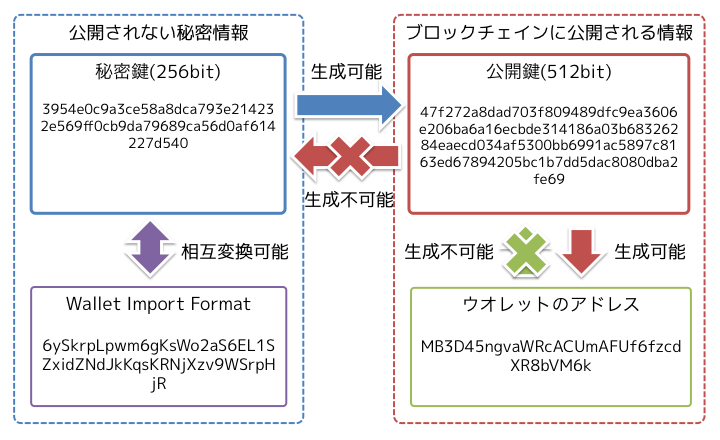 公開されない秘密情報
秘密鍵(256bit)
3954e0c9a3ce58a8dca793e21423
2e569ff0cb9da79689ca56d0af614
227d540
相互変換可能
Wallet Import Format
6ySkrpLpwm6gKsWo2aS6EL1S
ZxidZNdJkKqsKRNjXzv9WSrpH
jR
生成可能
生成不可能
ブロックチェインに公開される情報
公開鍵(512bit)
47f272a8dad703f809489dfc9ea3606
e206ba6a16ecbde314186a03b68326
284eaecd034af5300bb6991ac5897c81
63ed67894205bc1b7dd5dac8080dba2
fe69
生成不可能
生成可能
ウオレットのアドレス
MB3D45ngvaWRcACUmAFUf6fzcd
XR8bVM6k